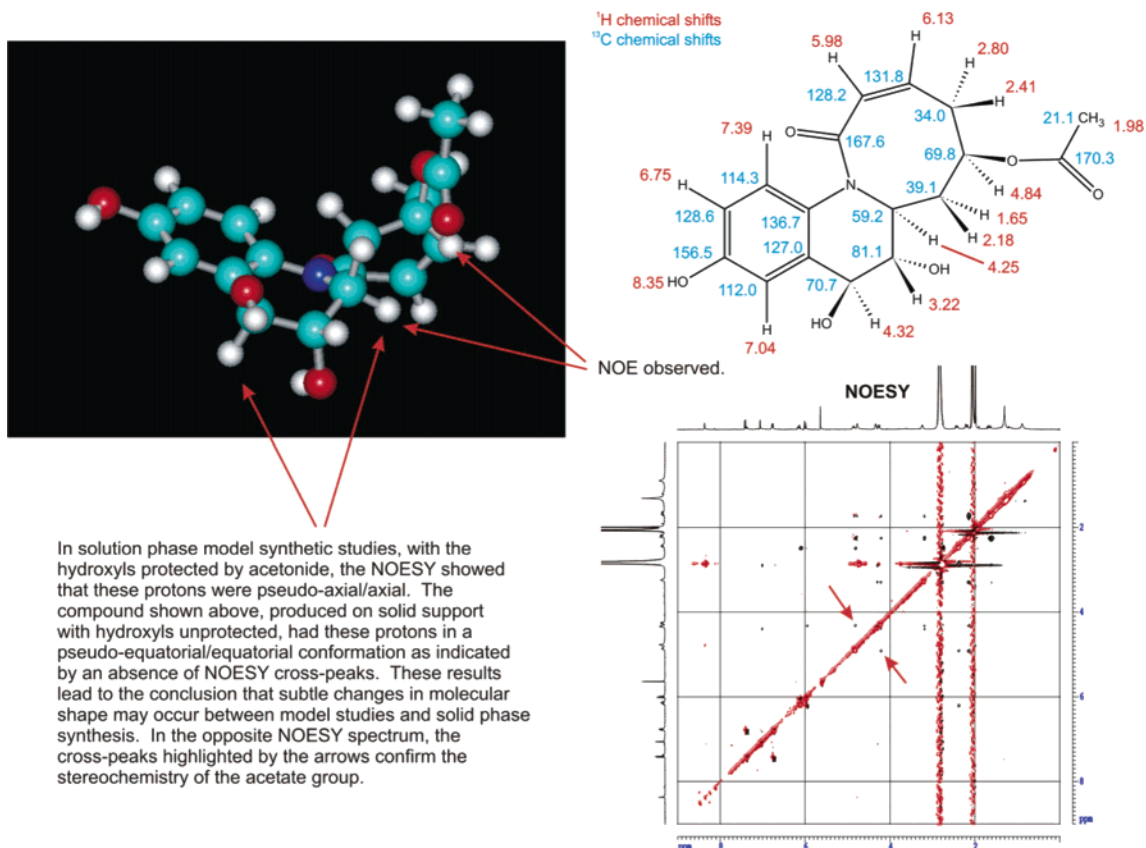 ¹H chemical shifts
¹³C chemical shifts
6.13
H
5.98
H
2.80
H
131.8
2.41
H
128.2
34.0
21.1
CH₃
1.98
7.39
H
O
167.6
69.8
O
170.3
6.75
H
114.3
N
39.1
H
4.84
O
128.6
136.7
59.2
H
1.65
H
2.18
156.5
127.0
81.1
H
4.25
8.35
HO
OH
112.0
70.7
H
3.22
HO
H
4.32
H
7.04
NOE observed.
NOESY
2
4
6
8
ppm
ppm
8
6
4
2
In solution phase model synthetic studies, with the
hydroxyls protected by acetonide, the NOESY showed
that these protons were pseudo-axial/axial.  The
compound shown above, produced on solid support
with hydroxyls unprotected, had these protons in a
pseudo-equatorial/equatorial conformation as indicated
by an absence of NOESY cross-peaks.  These results
lead to the conclusion that subtle changes in molecular
shape may occur between model studies and solid phase
synthesis.  In the opposite NOESY spectrum, the
cross-peaks highlighted by the arrows confirm the
stereochemistry of the acetate group.